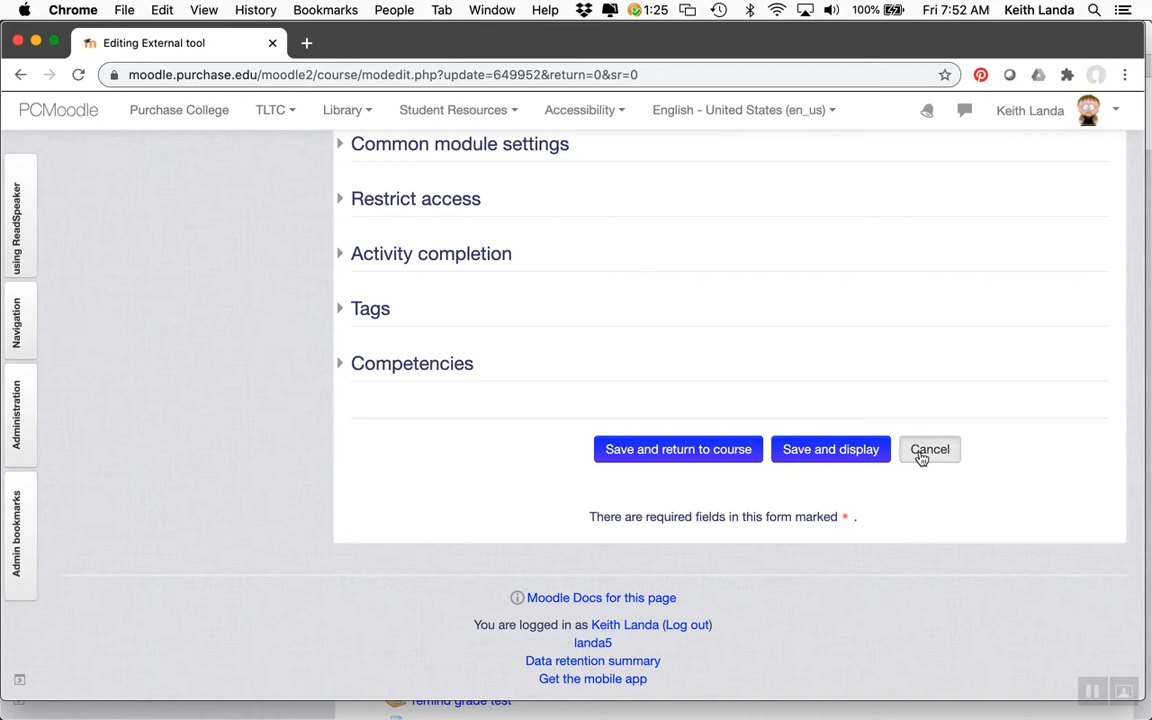 Chrome File Edit View History Bookmarks People Tab Window Help 1:25 100% Fri 7:52 AM Keith Landa
Editing External tool
moodle.purchase.edu/moodle2/course/modedit.php?update=649952&return=0&sr=0
PCMoodle Purchase College TLTC Library Student Resources Accessibility English - United States (en_us) Keith Landa
using ReadSpeaker
Navigation
Administration
Admin bookmarks
Common module settings
Restrict access
Activity completion
Tags
Competencies
Save and return to course Save and display Cancel
There are required fields in this form marked * .
Moodle Docs for this page
You are logged in as Keith Landa (Log out)
landa5
Data retention summary
Get the mobile app
remind grade test